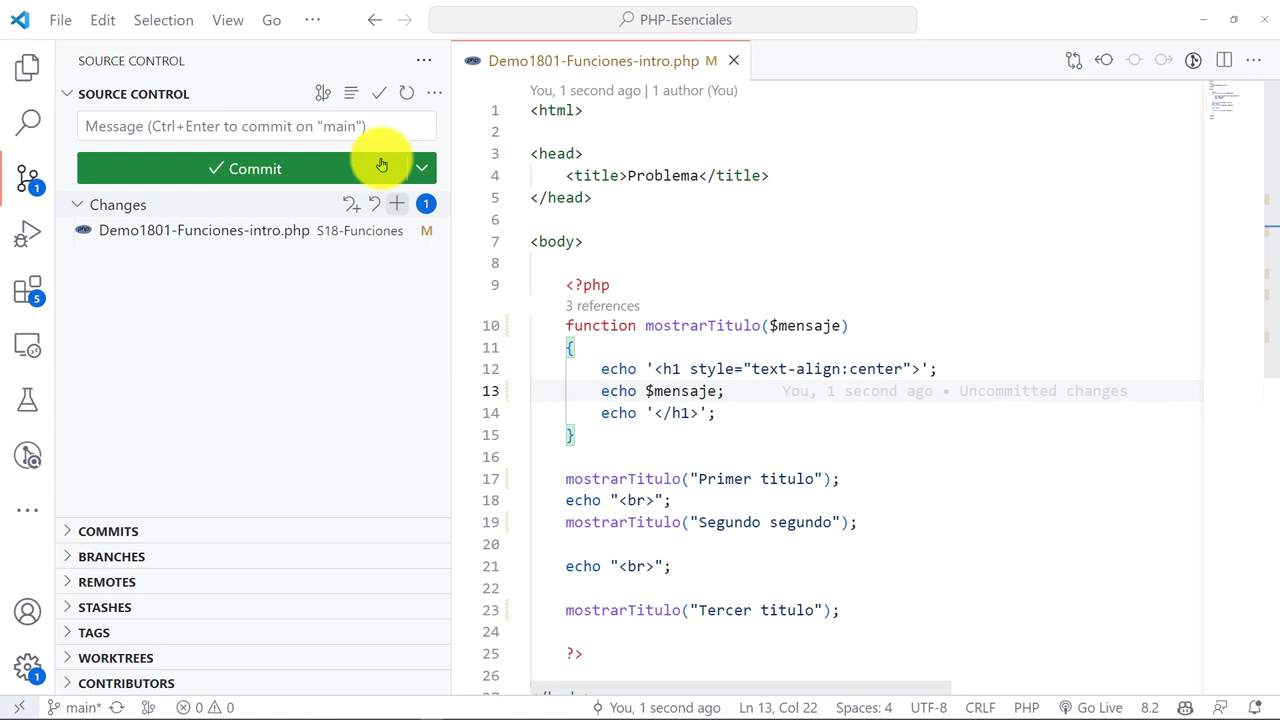 File Edit Selection View Go ··· PHP-Esenciales
SOURCE CONTROL ···
SOURCE CONTROL ···
Message (Ctrl+Enter to commit on "main")
Commit
Changes 1
Demo1801-Funciones-intro.php S18-Funciones M
COMMITS
BRANCHES
REMOTES
STASHES
TAGS
WORKTREES
CONTRIBUTORS
1
5
1
Demo1801-Funciones-intro.php M
You, 1 second ago | 1 author (You)
1 <html>
2
3 <head>
4 <title>Problema</title>
5 </head>
6
7 <body>
8
9 <?php
3 references
10 function mostrarTitulo($mensaje)
11 {
12 echo '<h1 style="text-align:center">';
13 echo $mensaje; You, 1 second ago • Uncommitted changes
14 echo '</h1>';
15 }
16
17 mostrarTitulo("Primer titulo");
18 echo "<br>";
19 mostrarTitulo("Segundo segundo");
20
21 echo "<br>";
22
23 mostrarTitulo("Tercer titulo");
24
25 ?>
26
main* 0 0 You, 1 second ago Ln 13, Col 22 Spaces: 4 UTF-8 CRLF PHP Go Live 8.2